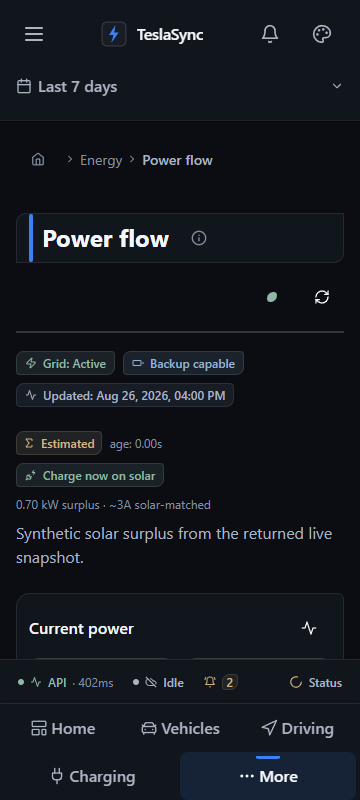 TeslaSync
Last 7 days
Energy Power flow
Power flow
Grid: Active Backup capable
Updated: Aug 26, 2026, 04:00 PM
Estimated age: 0.00s
Charge now on solar
0.70 kW surplus · ~3A solar-matched
Synthetic solar surplus from the returned live
snapshot.
Current power
API · 402ms Idle 2 Status
Home Vehicles Driving
Charging More